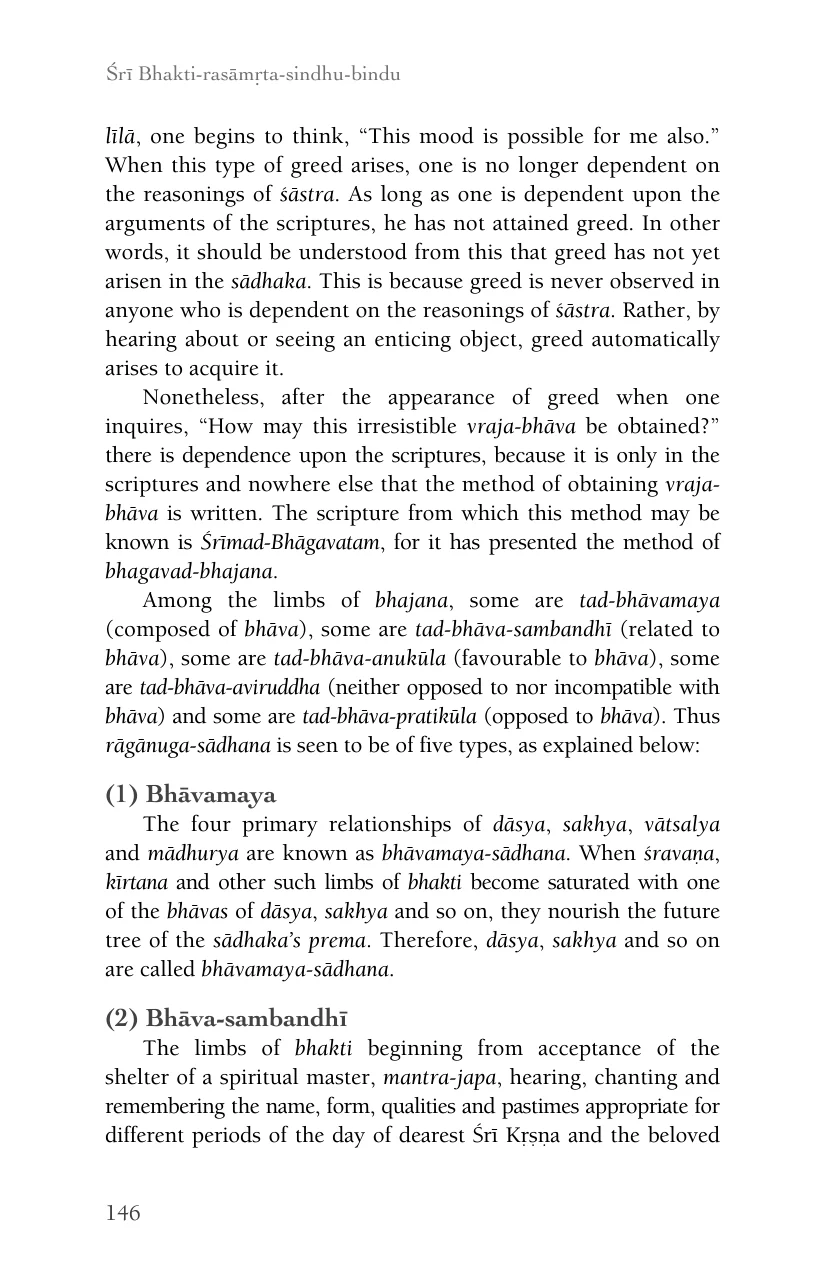 Śrī Bhakti-rasāmṛta-sindhu-bindu
līlā, one begins to think, “This mood is possible for me also.”
When this type of greed arises, one is no longer dependent on
the reasonings of śāstra. As long as one is dependent upon the
arguments of the scriptures, he has not attained greed. In other
words, it should be understood from this that greed has not yet
arisen in the sādhaka. This is because greed is never observed in
anyone who is dependent on the reasonings of śāstra. Rather, by
hearing about or seeing an enticing object, greed automatically
arises to acquire it.
Nonetheless, after the appearance of greed when one
inquires, “How may this irresistible vraja-bhāva be obtained?”
there is dependence upon the scriptures, because it is only in the
scriptures and nowhere else that the method of obtaining vraja-
bhāva is written. The scripture from which this method may be
known is Śrīmad-Bhāgavatam, for it has presented the method of
bhagavad-bhajana.
Among the limbs of bhajana, some are tad-bhāvamaya
(composed of bhāva), some are tad-bhāva-sambandhī (related to
bhāva), some are tad-bhāva-anukūla (favourable to bhāva), some
are tad-bhāva-aviruddha (neither opposed to nor incompatible with
bhāva) and some are tad-bhāva-pratikūla (opposed to bhāva). Thus
rāgānuga-sādhana is seen to be of five types, as explained below:
(1) Bhāvamaya
The four primary relationships of dāsya, sakhya, vātsalya
and mādhurya are known as bhāvamaya-sādhana. When śravaṇa,
kīrtana and other such limbs of bhakti become saturated with one
of the bhāvas of dāsya, sakhya and so on, they nourish the future
tree of the sādhaka’s prema. Therefore, dāsya, sakhya and so on
are called bhāvamaya-sādhana.
(2) Bhāva-sambandhī
The limbs of bhakti beginning from acceptance of the
shelter of a spiritual master, mantra-japa, hearing, chanting and
remembering the name, form, qualities and pastimes appropriate for
different periods of the day of dearest Śrī Kṛṣṇa and the beloved
146